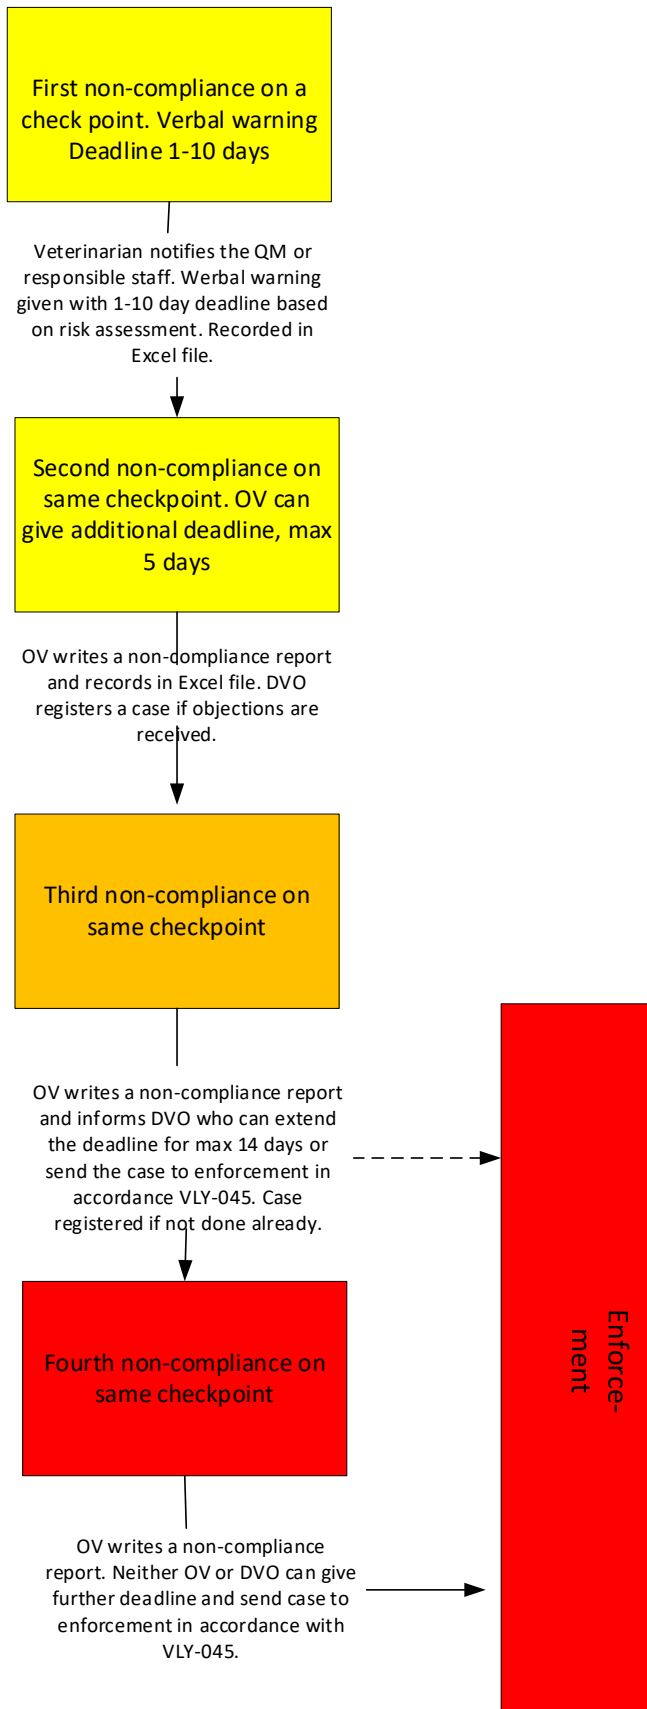 First non-compliance on a
check point. Verbal warning
Deadline 1-10 days
Veterinarian notifies the QM or
responsible staff. Werbal warning
given with 1-10 day deadline based
on risk assessment. Recorded in
Excel file.
Second non-compliance on
same checkpoint. OV can
give additional deadline, max
5 days
OV writes a non-compliance report
and records in Excel file. DVO
registers a case if objections are
received.
Third non-compliance on
same checkpoint
OV writes a non-compliance report
and informs DVO who can extend
the deadline for max 14 days or
send the case to enforcement in
accordance VLY-045. Case
registered if not done already.
Fourth non-compliance on
same checkpoint
OV writes a non-compliance
report. Neither OV or DVO can give
further deadline and send case to
enforcement in accordance with
VLY-045.
Enforce-
ment